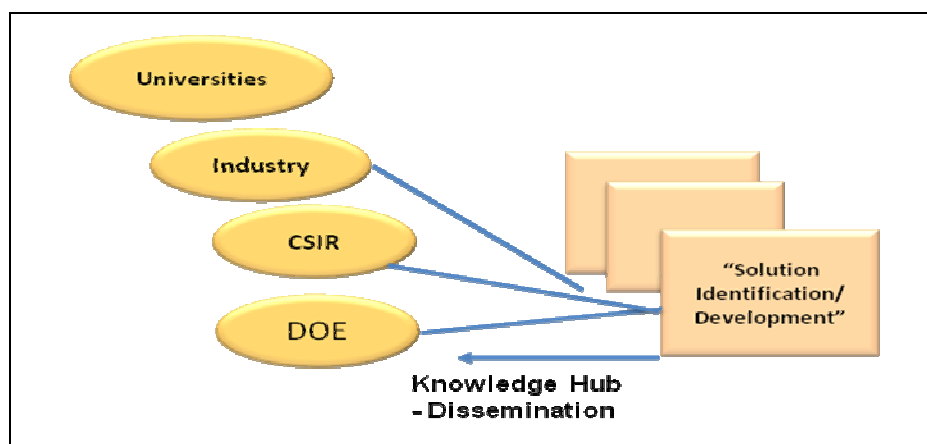 Universities
Industry
CSIR
DOE
“Solution
Identification/
Development”
Knowledge Hub
- Dissemination